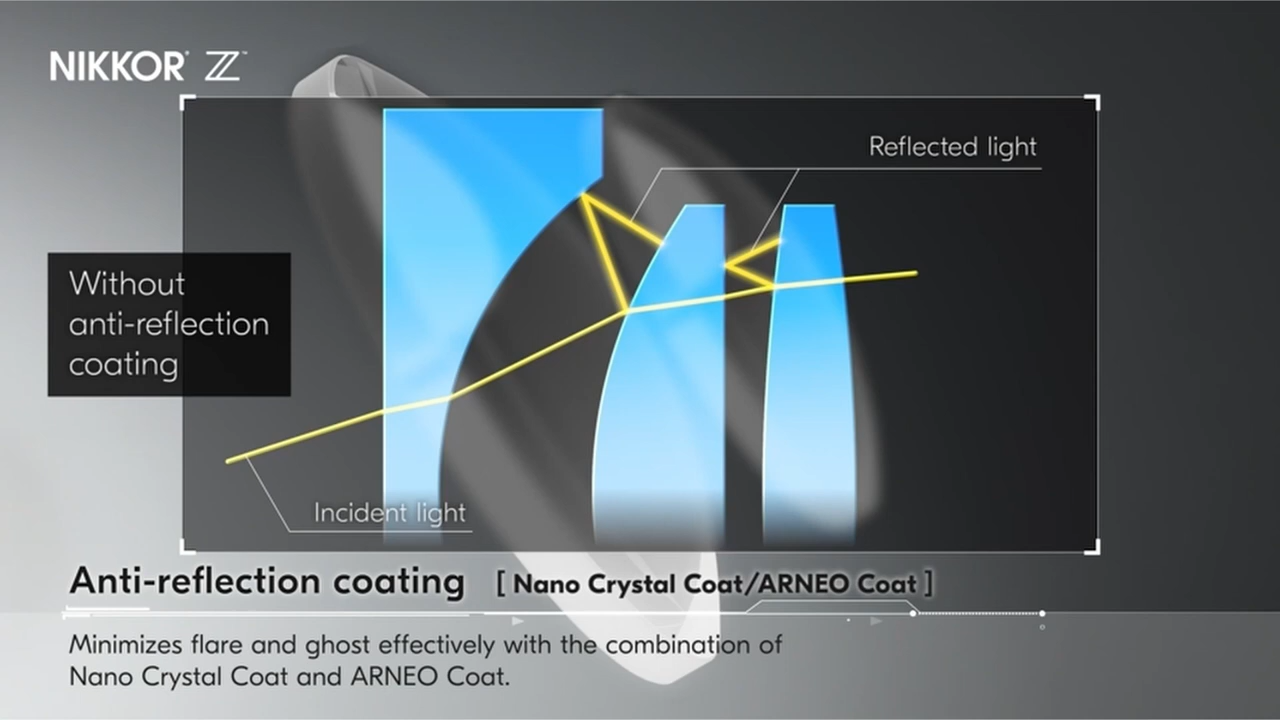 NIKKOR Z
Reflected light
Without
anti-reflection
coating
Incident light
Anti-reflection coating [ Nano Crystal Coat/ARNEO Coat ]
Minimizes flare and ghost effectively with the combination of
Nano Crystal Coat and ARNEO Coat.